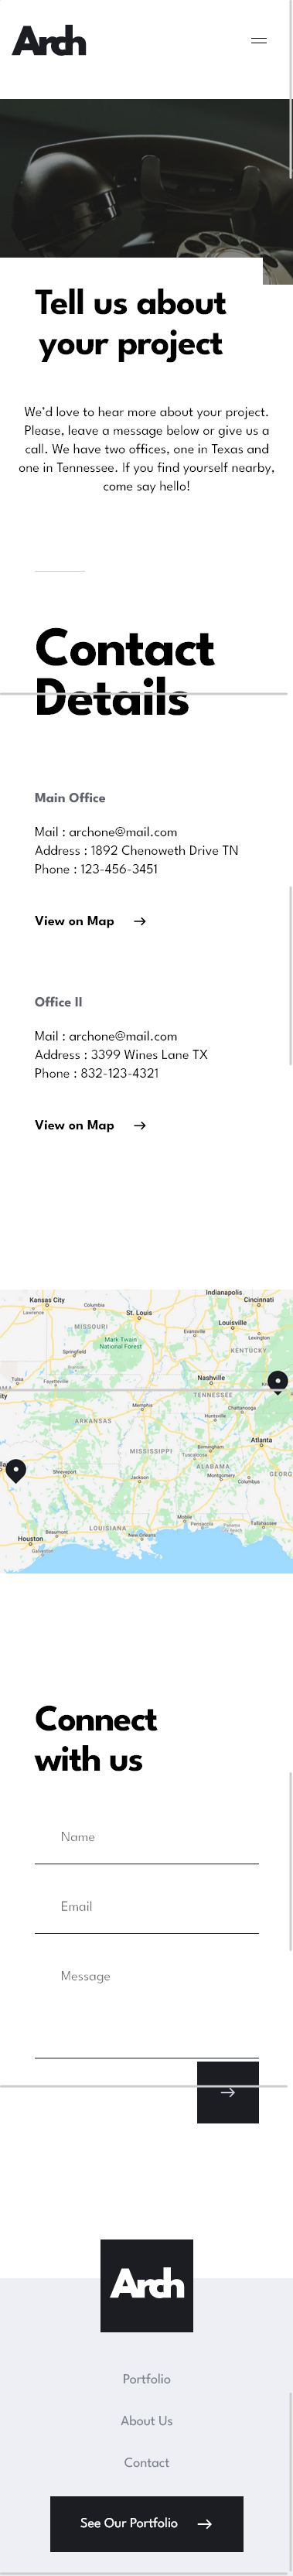 Arch
Tell us about
your project
We'd love to hear more about your project.
Please, leave a message below or give us a
call. We have two offices, one in Texas and
one in Tennessee. If you find yourself nearby,
come say hello!
Contact
Details
Main Office
Mail : archone@mail.com
Address : 1892 Chenoweth Drive TN
Phone : 123-456-3451
View on Map
Office II
Mail : archone@mail.com
Address : 3399 Wines Lane TX
Phone : 832-123-4321
View on Map
Indianapolis
Kansas City
Columbia
Cincinnati
Lawrence
St. Louis
Louisville
Evansville
Lexington
MISSOURI
Mark Twain
National Forest
KENTUCKY
Springfield
Tulsa
Fayetteville
Nashville
TENNESSEE
Memphis
Chattanooga
Huntsville
ARKANSAS
Atlanta
Birmingham
MISSISSIPPI
Tuscaloosa
ALABAMA
Shreveport
Jackson
Montgomery
Columbus
GEORG
LOUISIANA
Mobile
Tallahassee
Beaumont
Pensacola
Houston
New Orleans
Galveston
Connect
with us
Name
Email
Message
Arch
Portfolio
About Us
Contact
See Our Portfolio